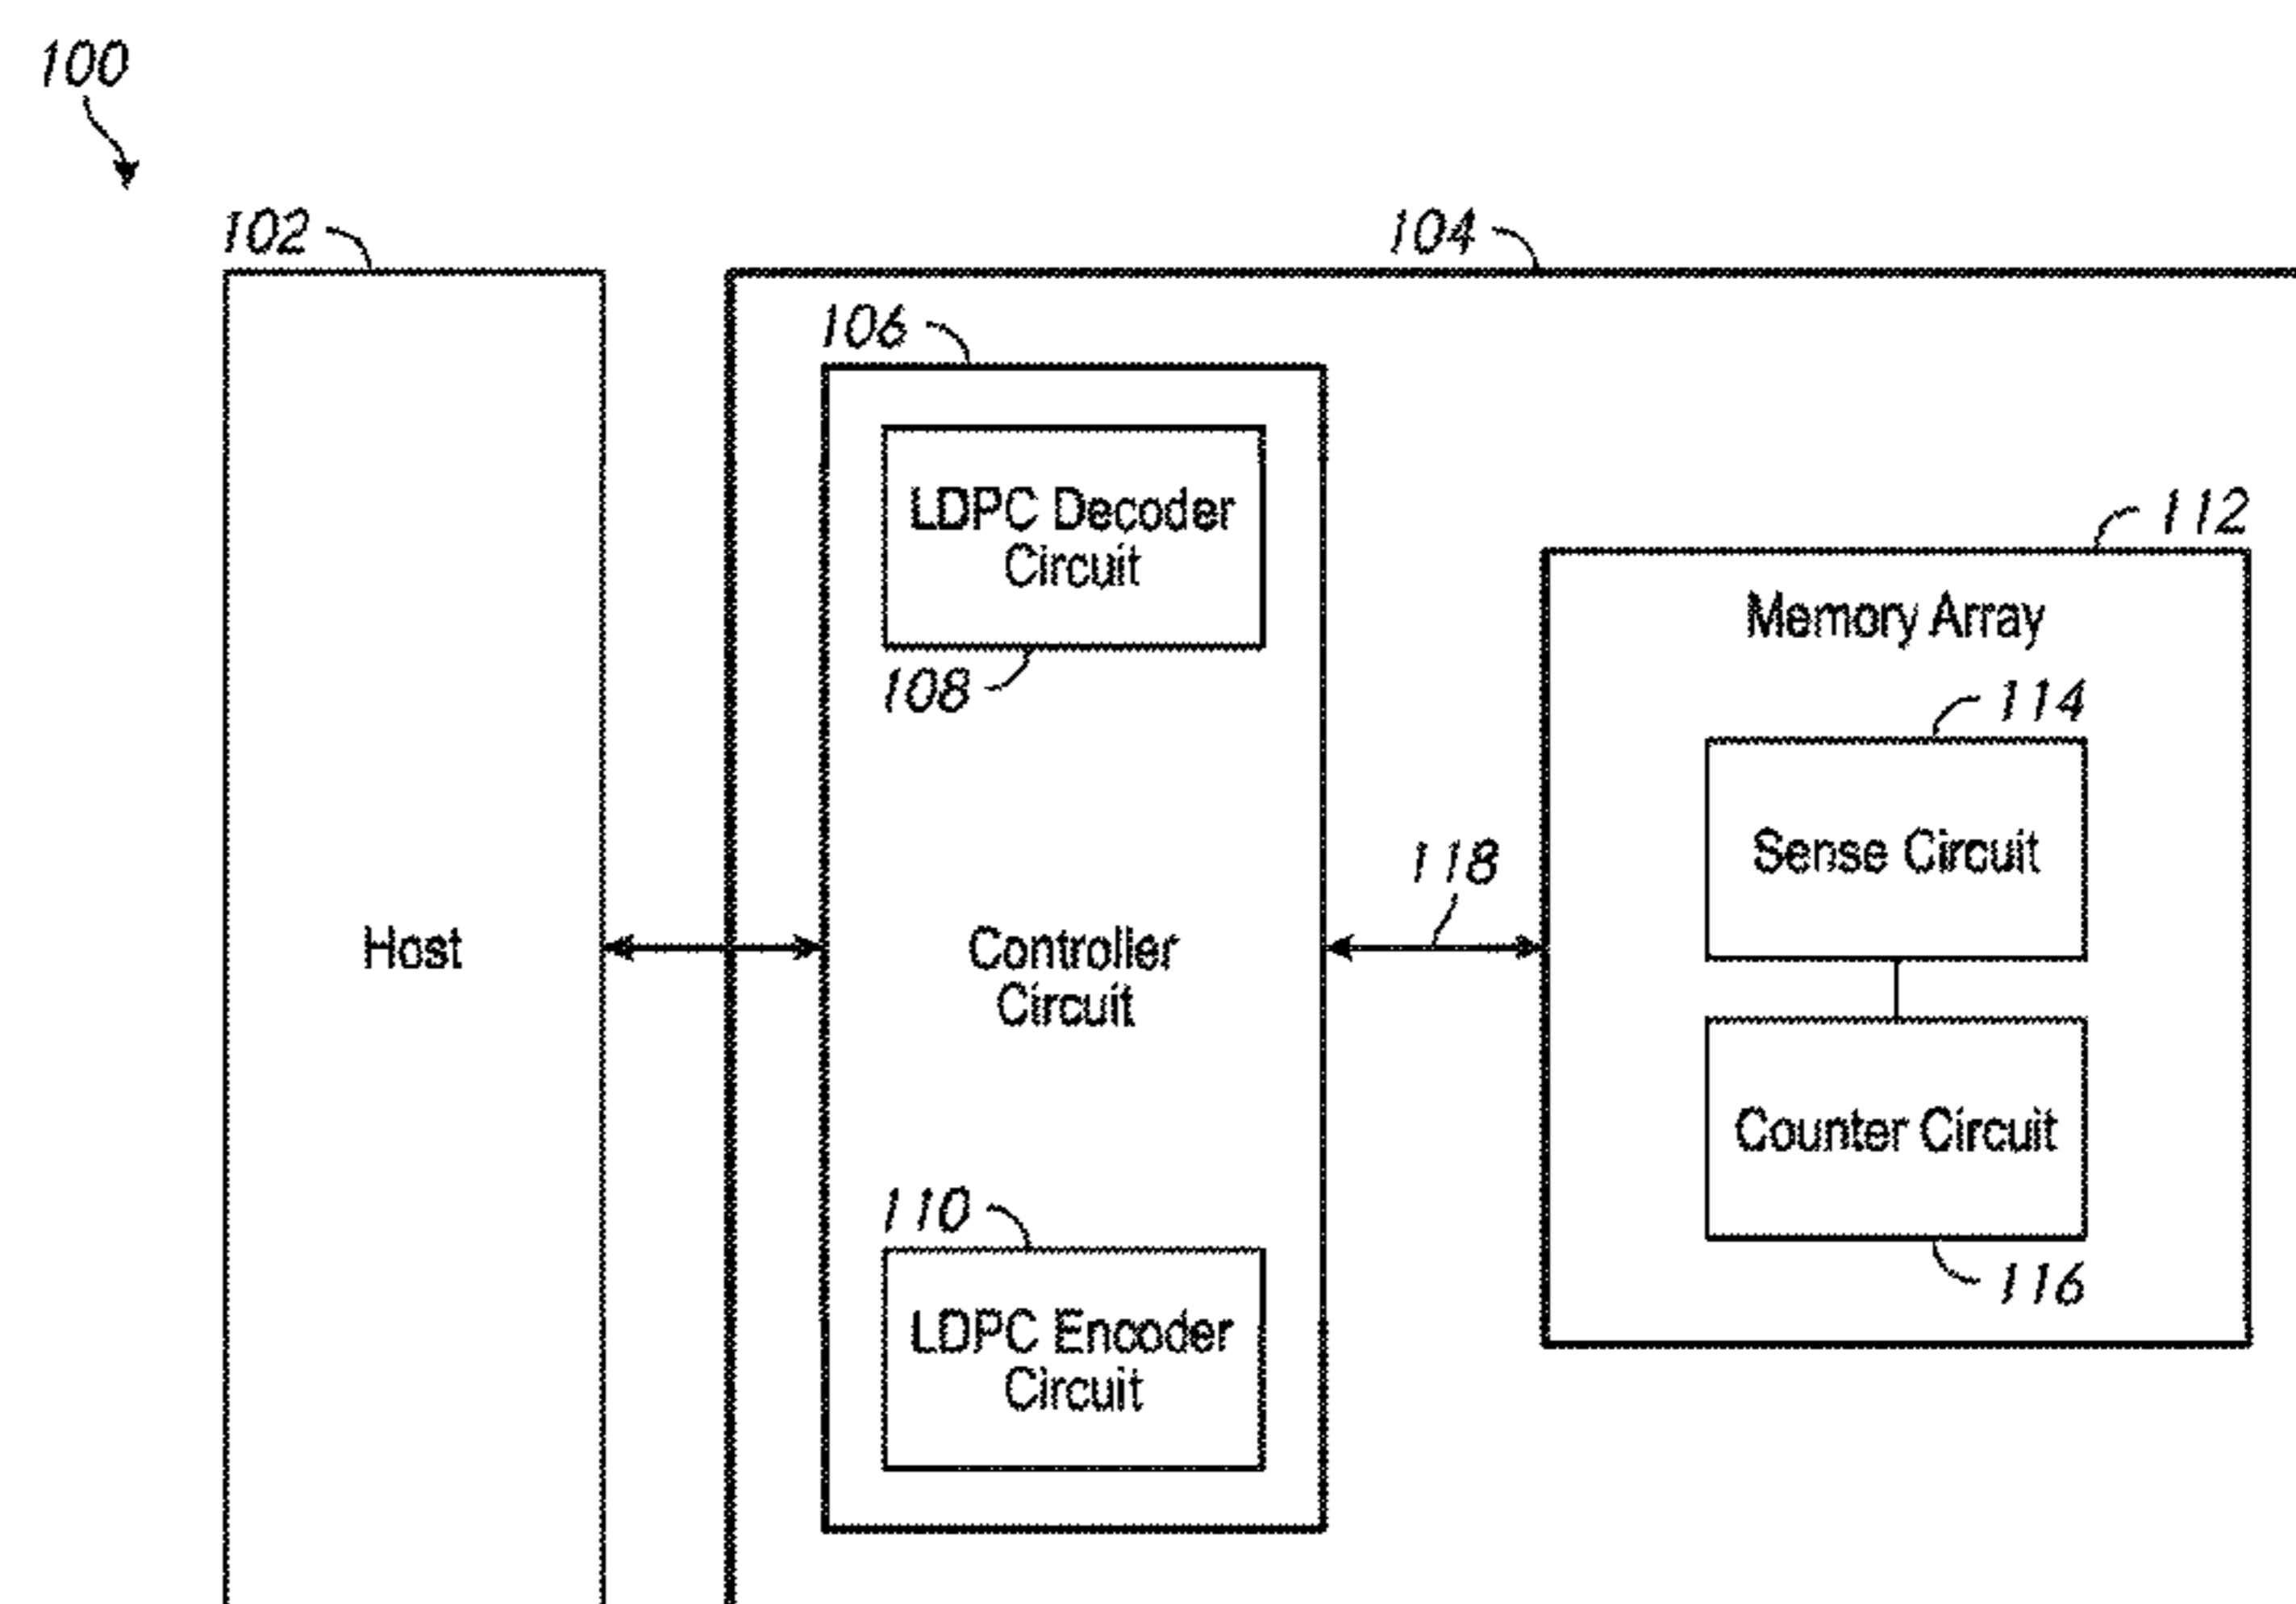 100
102
104
106
LDPC Decoder
Circuit
108
112
Memory Array
114
Sense Circuit
118
Host
Controller
Circuit
Counter Circuit
116
110
LDPC Encoder
Circuit